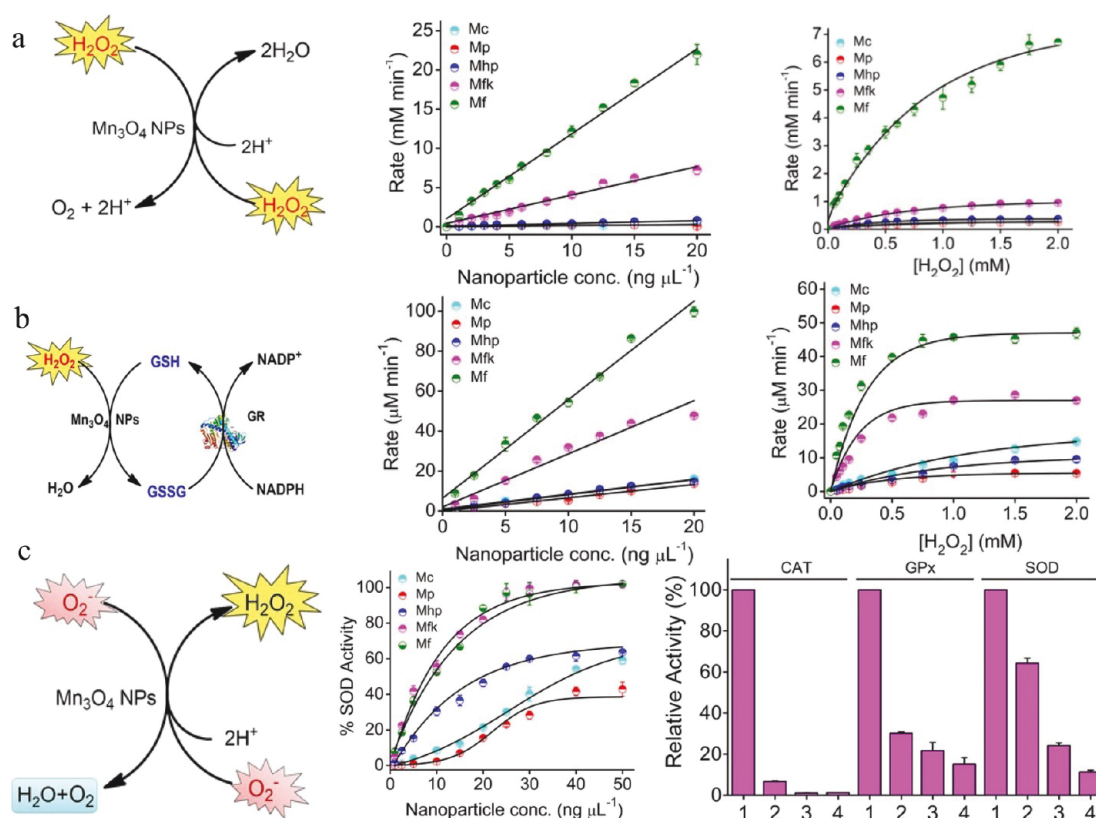 a
H₂O₂
2H₂O
Mn₃O₄ NPs
2H⁺
O₂ + 2H⁺
H₂O₂
Rate (mM min⁻¹)
25
20
15
10
5
0
Mc
Mp
Mhp
Mfk
Mf
0 5 10 15 20
Nanoparticle conc. (ng µL⁻¹)
Rate (mM min⁻¹)
7
6
5
4
3
2
1
0
Mc
Mp
Mhp
Mfk
Mf
0.0 0.5 1.0 1.5 2.0
[H₂O₂] (mM)
b
H₂O₂
GSH
NADP⁺
Mn₃O₄ NPs
GR
H₂O
GSSG
NADPH
Rate (µM min⁻¹)
100
80
60
40
20
0
Mc
Mp
Mhp
Mfk
Mf
0 5 10 15 20
Nanoparticle conc. (ng µL⁻¹)
Rate (µM min⁻¹)
60
50
40
30
20
10
0
Mc
Mp
Mhp
Mfk
Mf
0.0 0.5 1.0 1.5 2.0
[H₂O₂] (mM)
c
O₂⁻
H₂O₂
Mn₃O₄ NPs
2H⁺
H₂O+O₂
O₂⁻
% SOD Activity
100
80
60
40
20
0
Mc
Mp
Mhp
Mfk
Mf
0 10 20 30 40 50
Nanoparticle conc. (ng µL⁻¹)
Relative Activity (%)
100
80
60
40
20
0
CAT GPx SOD
1 2 3 4 1 2 3 4 1 2 3 4